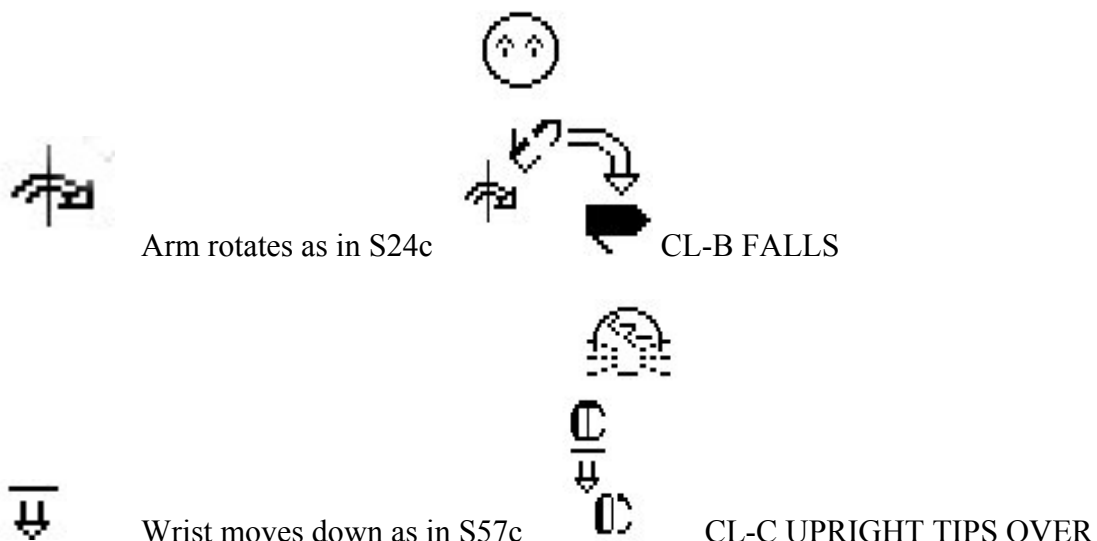 Arm rotates as in S24c CL-B FALLS
Wrist moves down as in S57c CL-C UPRIGHT TIPS OVER